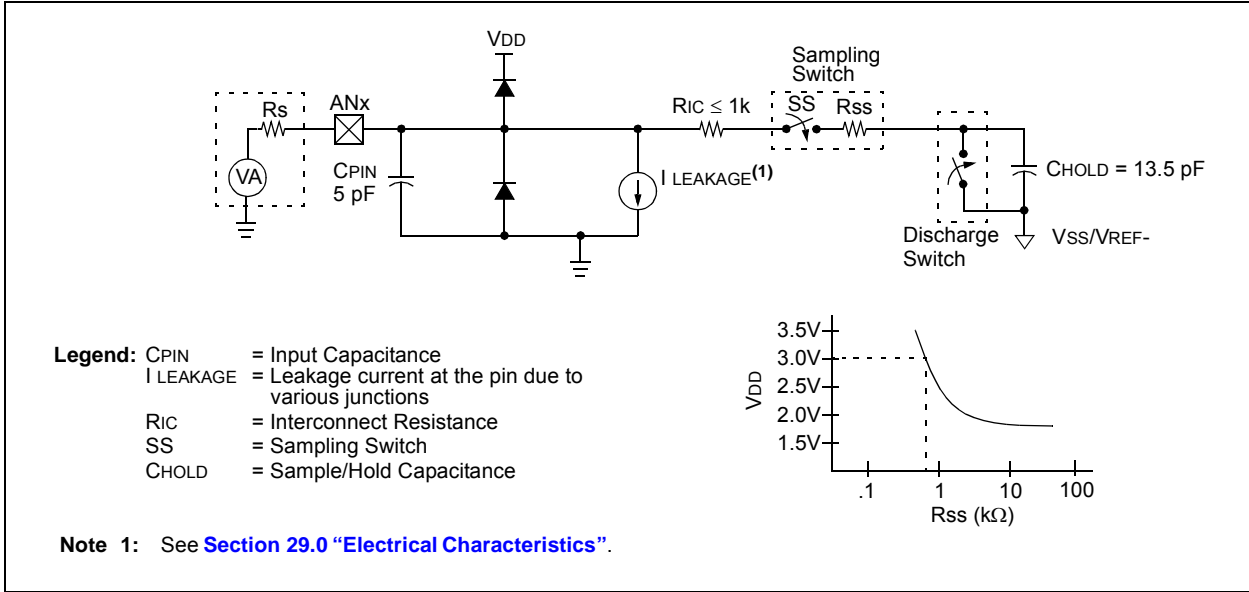 VDD
Sampling
Switch
Rs
ANx
RIC ≤ 1k
SS
Rss
VA
CPIN
5 pF
I LEAKAGE(1)
CHOLD = 13.5 pF
Discharge
Switch
VSS/VREF-
Legend: CPIN = Input Capacitance
I LEAKAGE = Leakage current at the pin due to
various junctions
RIC = Interconnect Resistance
SS = Sampling Switch
CHOLD = Sample/Hold Capacitance
VDD
3.5V
3.0V
2.5V
2.0V
1.5V
.1 1 10 100
Rss (kΩ)
Note 1: See Section 29.0 “Electrical Characteristics”.